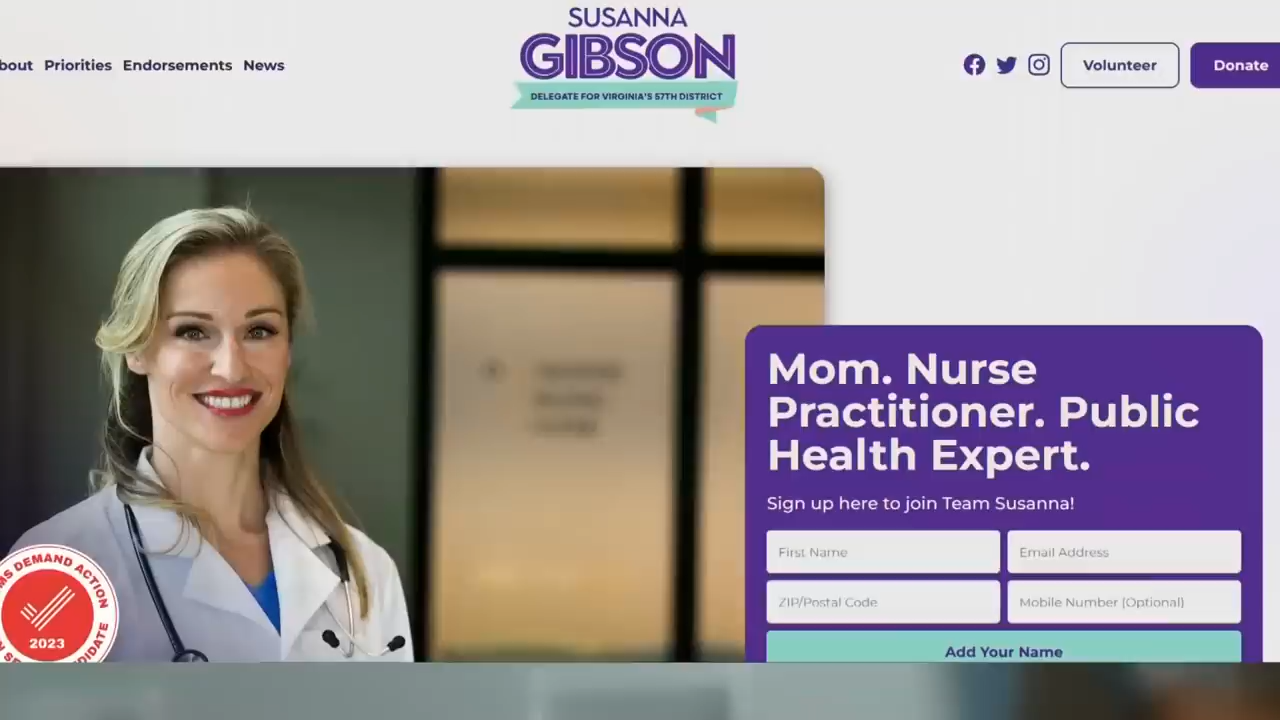 SUSANNA
GIBSON
DELEGATE FOR VIRGINIA'S 57TH DISTRICT
bout Priorities Endorsements News
Volunteer
Donate
Mom. Nurse
Practitioner. Public
Health Expert.
Sign up here to join Team Susanna!
First Name
Email Address
ZIP/Postal Code
Mobile Number (Optional)
Add Your Name
MS DEMAND ACTION
2023
DIDATE